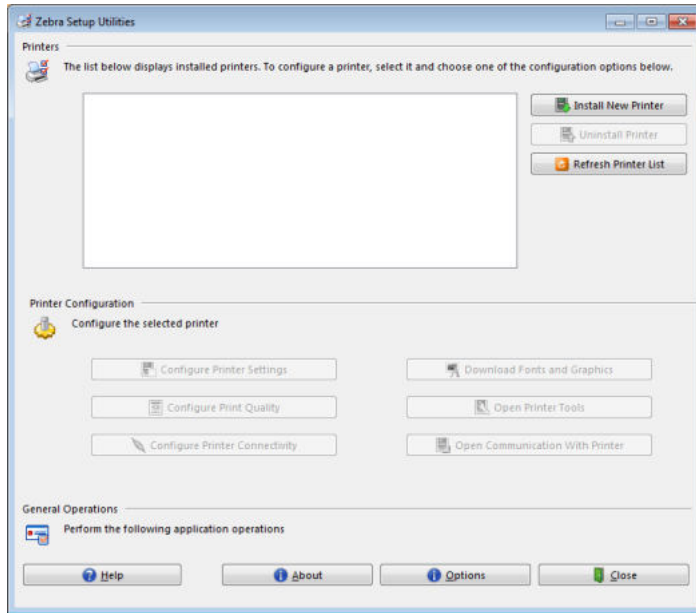 Zebra Setup Utilities
Printers
The list below displays installed printers. To configure a printer, select it and choose one of the configuration options below.
Install New Printer
Uninstall Printer
Refresh Printer List
Printer Configuration
Configure the selected printer
Configure Printer Settings
Download Fonts and Graphics
Configure Print Quality
Open Printer Tools
Configure Printer Connectivity
Open Communication With Printer
General Operations
Perform the following application operations
Help
About
Options
Close